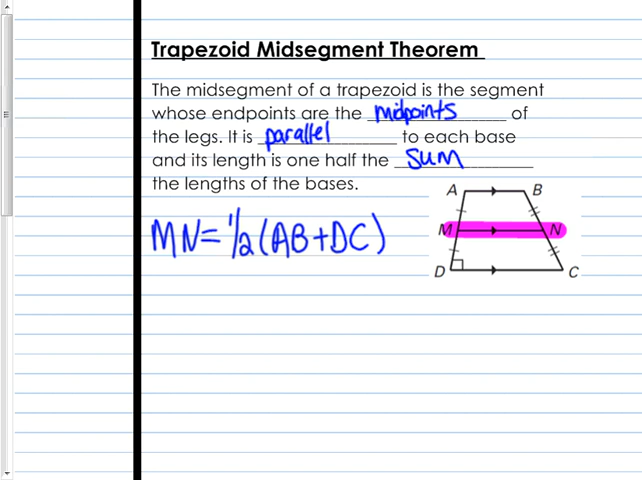 Trapezoid Midsegment Theorem
The midsegment of a trapezoid is the segment
whose endpoints are the midpoints of
the legs. It is parallel to each base
and its length is one half the sum
the lengths of the bases.
MN = 1/2 (AB + DC)
A B
M N
D C